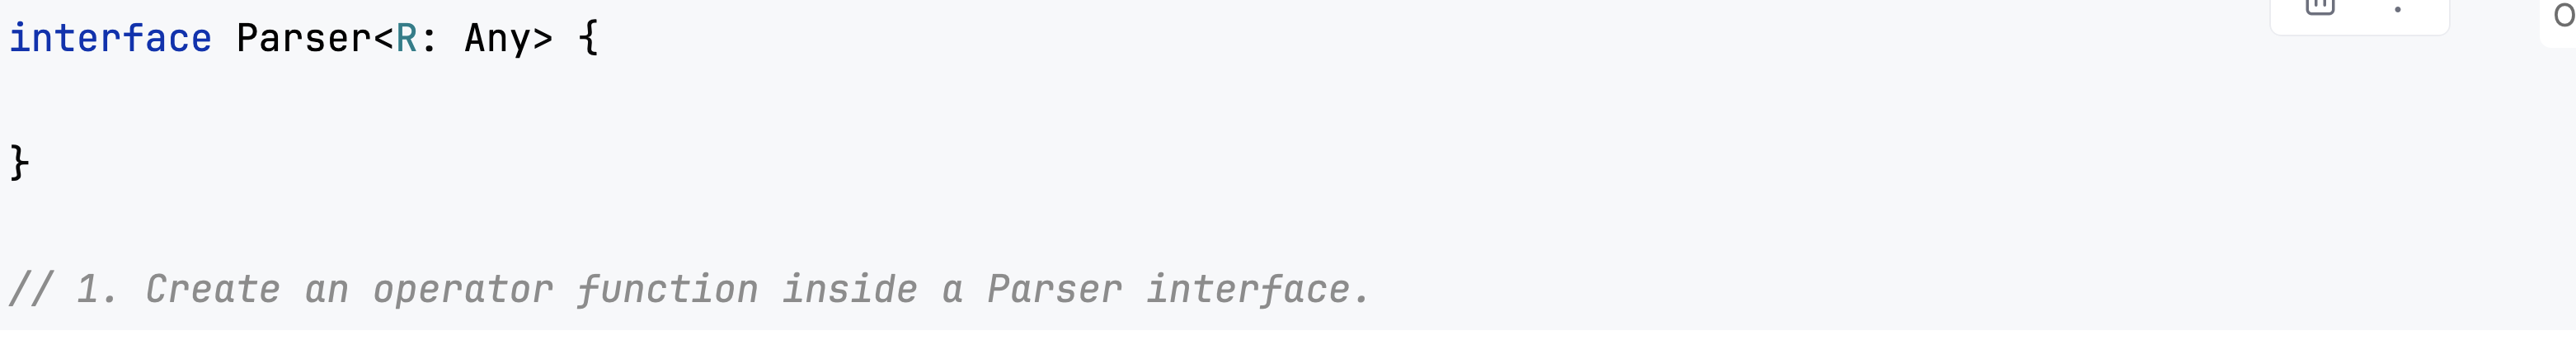 interface Parser<R: Any> {
}
// 1. Create an operator function inside a Parser interface.